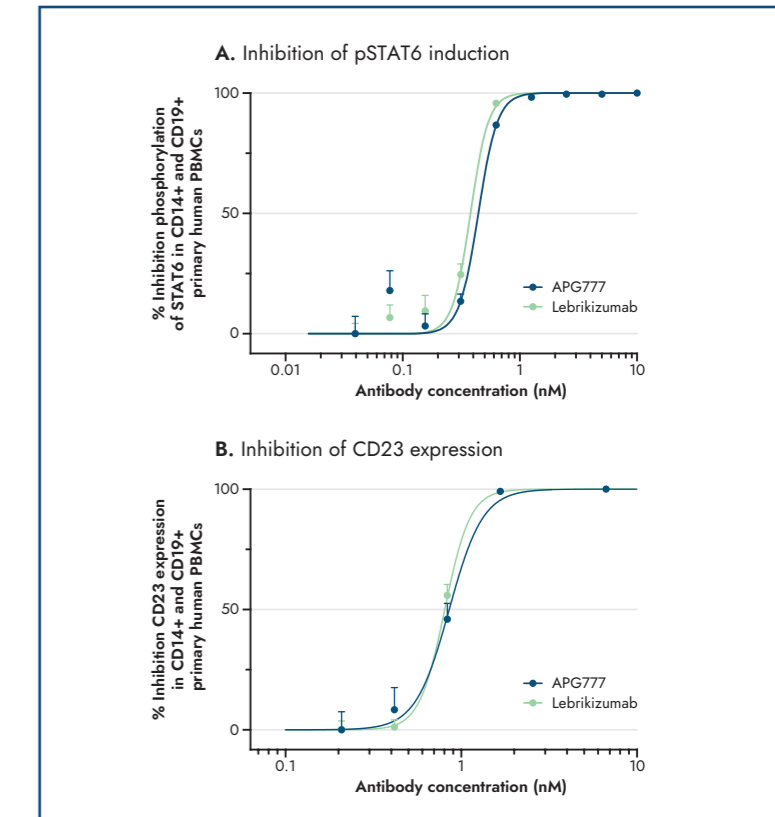 A. Inhibition of pSTAT6 induction
% Inhibition phosphorylation
of STAT6 in CD14+ and CD19+
primary human PBMCs
100
50
0
APG777
Lebrikizumab
0.01
0.1
1
10
Antibody concentration (nM)
B. Inhibition of CD23 expression
% Inhibition CD23 expression
in CD14+ and CD19+
primary human PBMCs
100
50
0
APG777
Lebrikizumab
0.1
1
10
Antibody concentration (nM)